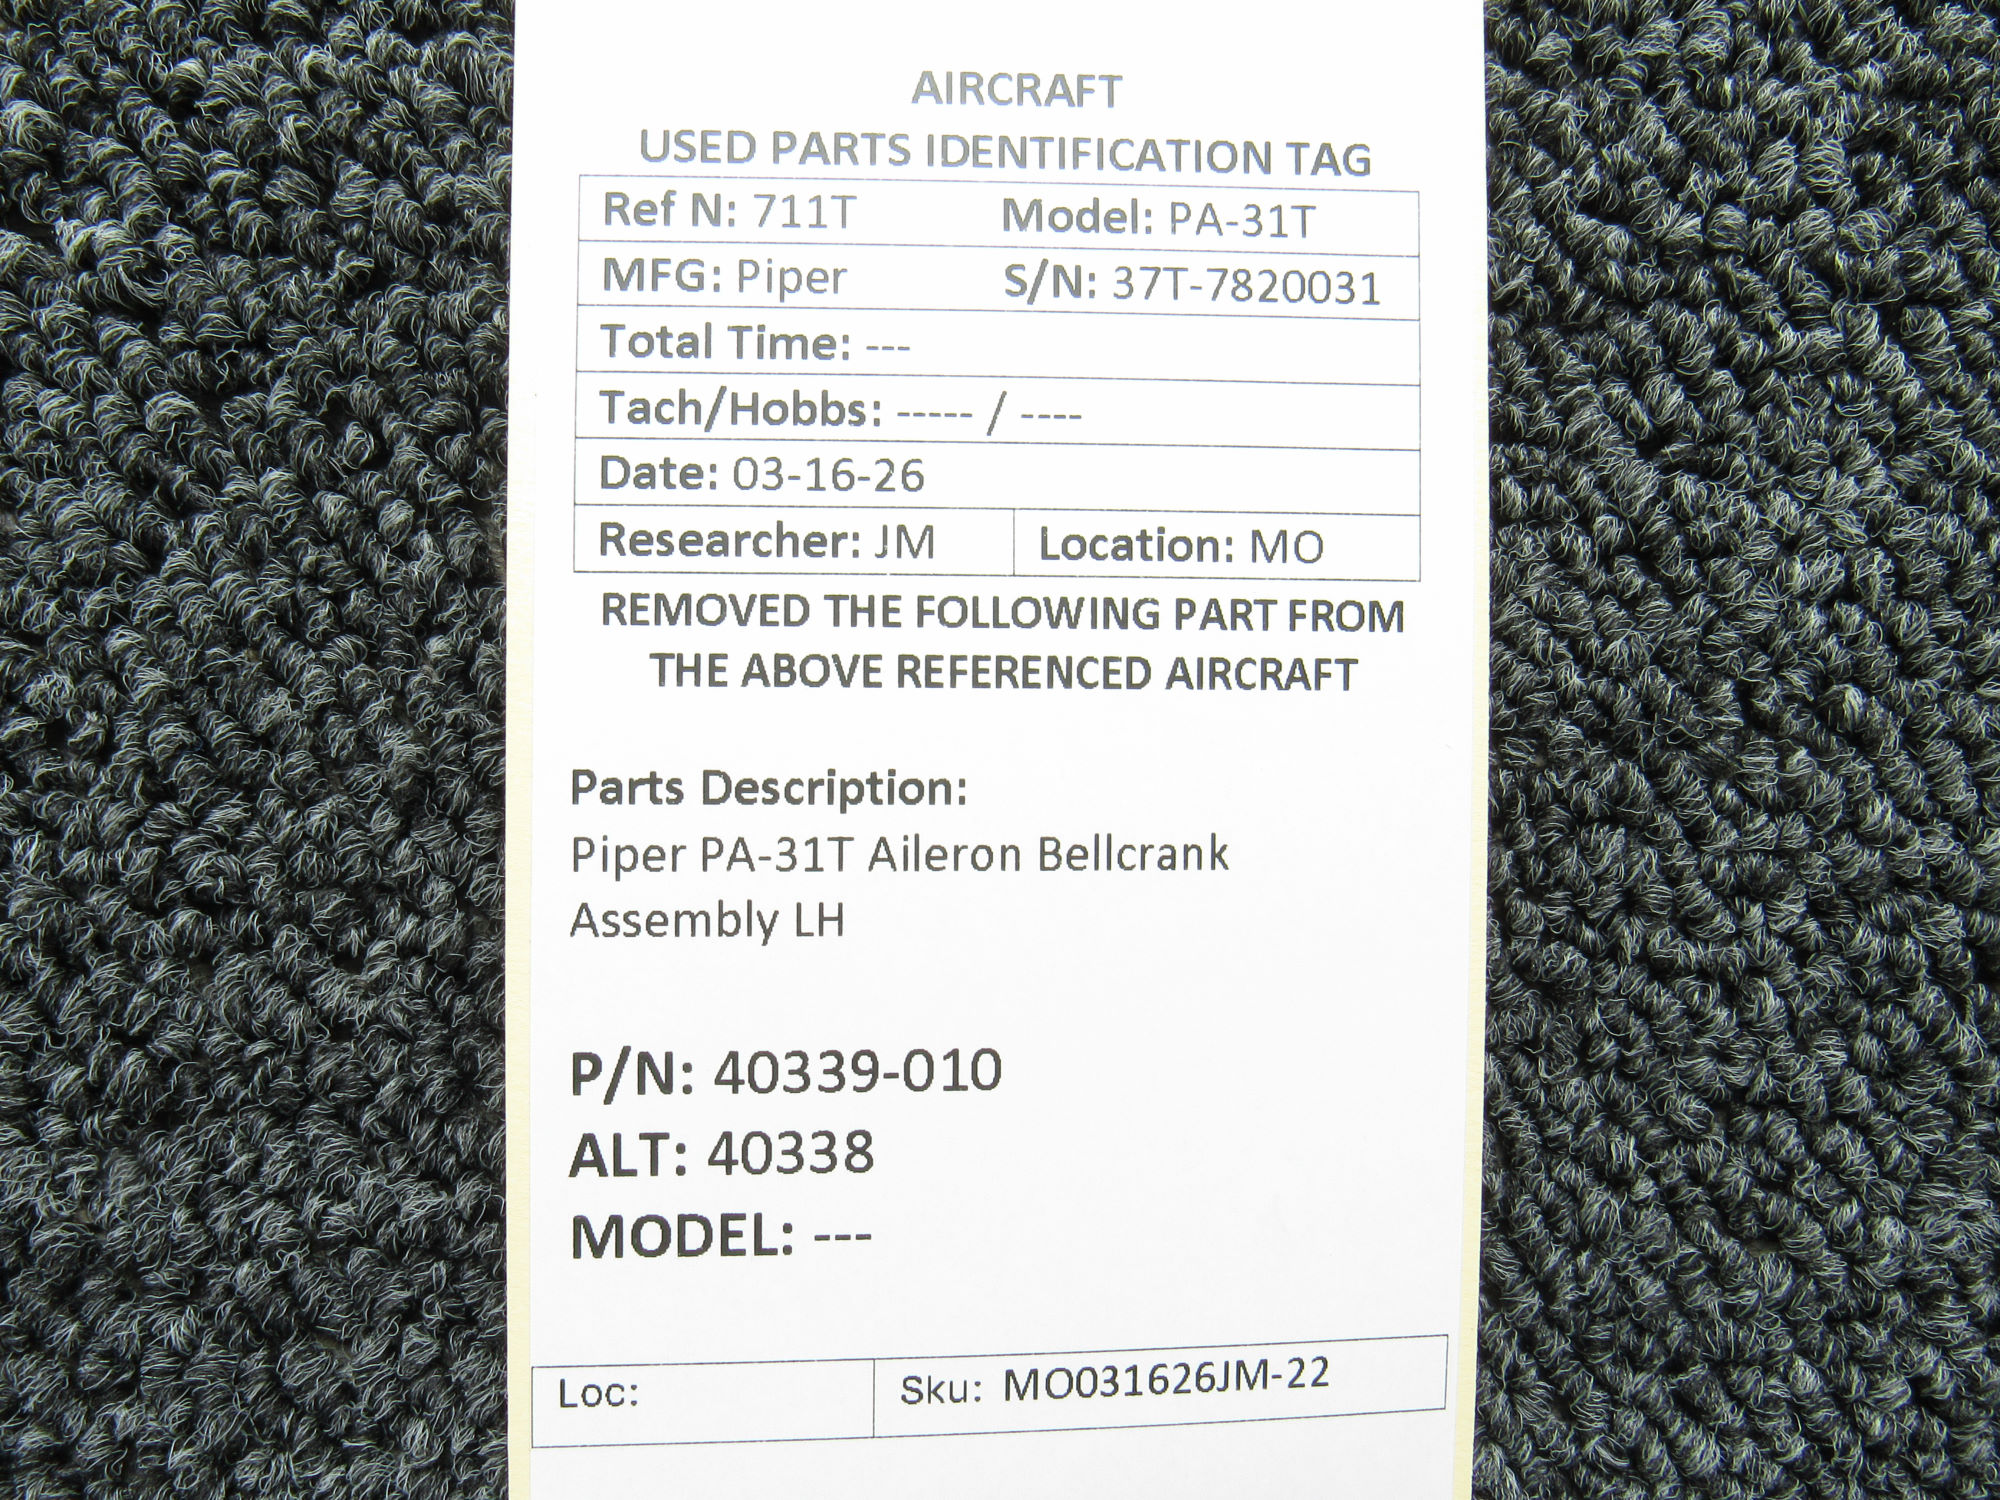 AIRCRAFT
USED PARTS IDENTIFICATION TAG
Ref N: 711T Model: PA-31T
MFG: Piper S/N: 37T-7820031
Total Time: ---
Tach/Hobbs: ----- / ----
Date: 03-16-26
Researcher: JM Location: MO
REMOVED THE FOLLOWING PART FROM
THE ABOVE REFERENCED AIRCRAFT
Parts Description:
Piper PA-31T Aileron Bellcrank
Assembly LH
P/N: 40339-010
ALT: 40338
MODEL: ---
Loc: Sku: MO031626JM-22